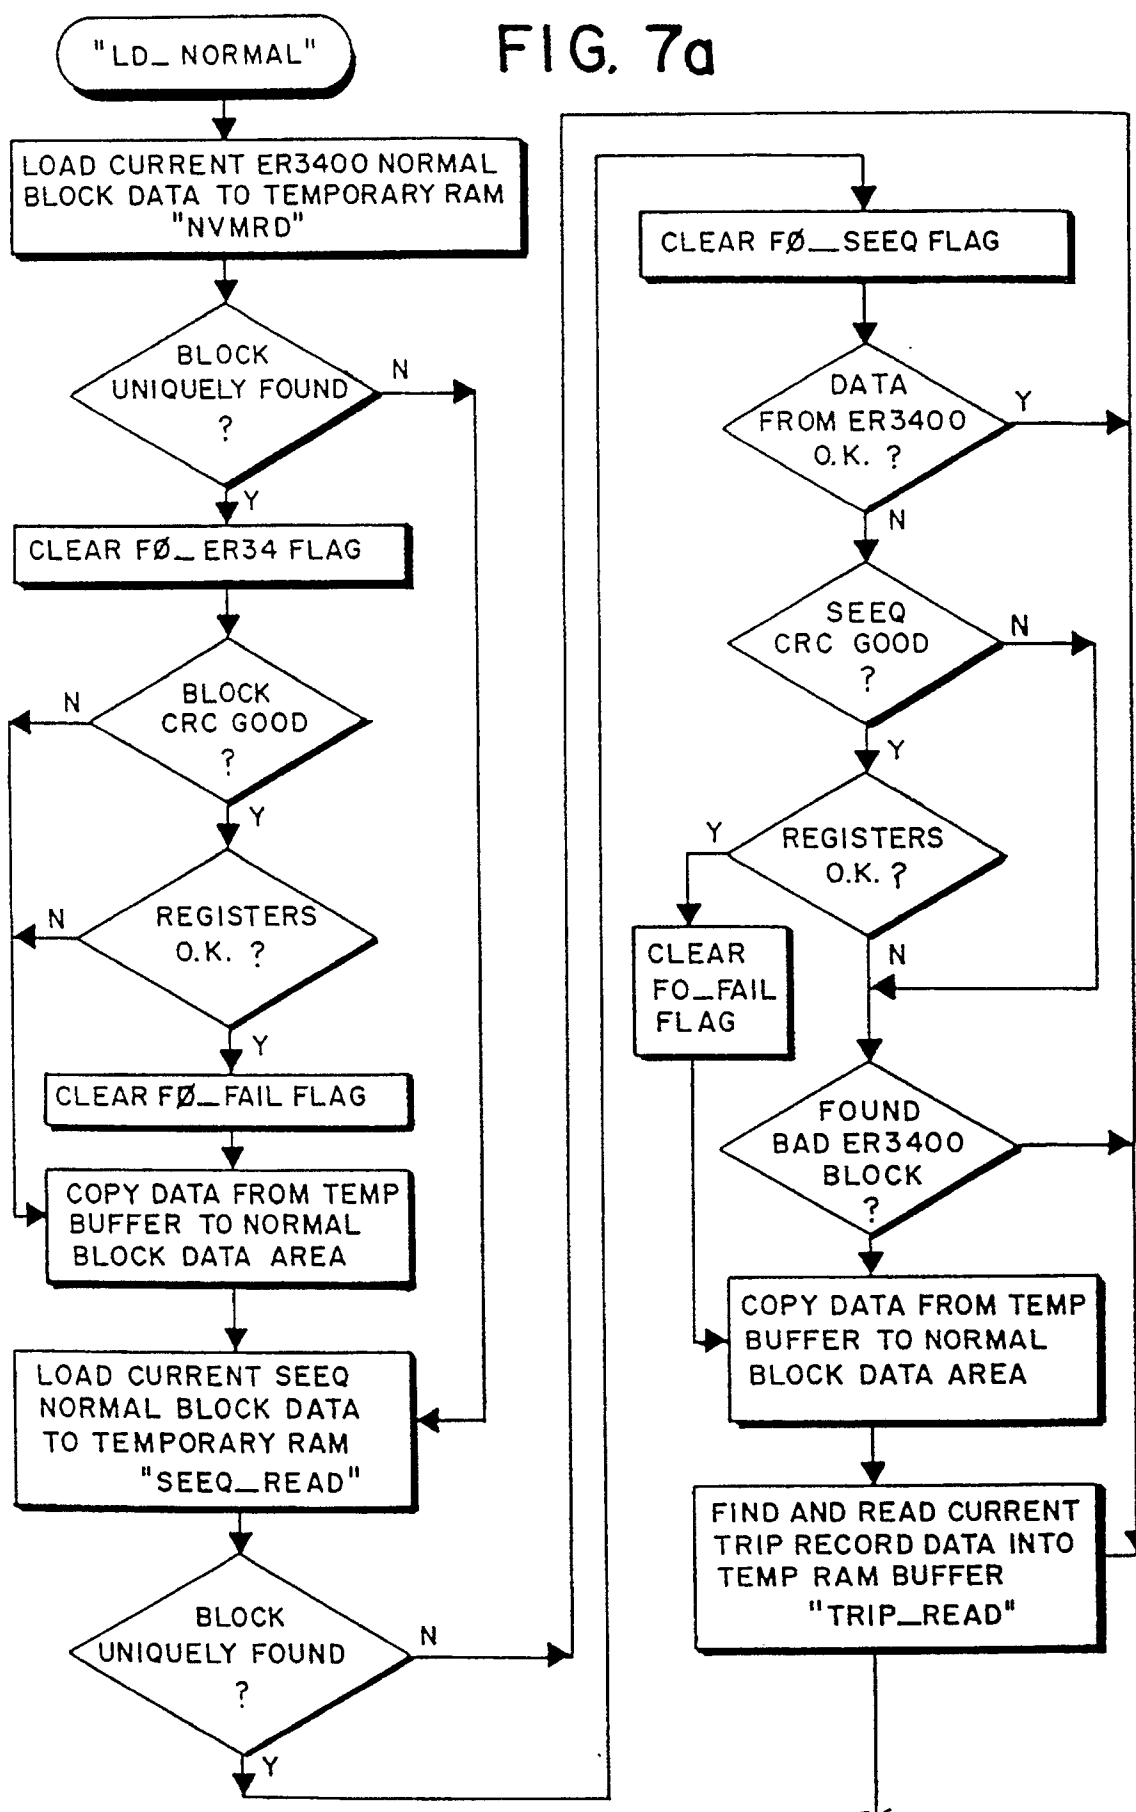 FIG. 7a
"LD_ NORMAL"
LOAD CURRENT ER3400 NORMAL
BLOCK DATA TO TEMPORARY RAM
"NVMRD"
BLOCK
UNIQUELY FOUND
?
N
Y
CLEAR FØ_ ER34 FLAG
BLOCK
CRC GOOD
?
N
Y
REGISTERS
O.K. ?
N
Y
CLEAR FØ_FAIL FLAG
COPY DATA FROM TEMP
BUFFER TO NORMAL
BLOCK DATA AREA
LOAD CURRENT SEEQ
NORMAL BLOCK DATA
TO TEMPORARY RAM
"SEEQ_READ"
BLOCK
UNIQUELY FOUND
?
N
Y
CLEAR FØ_SEEQ FLAG
DATA
FROM ER3400
O.K. ?
Y
N
SEEQ
CRC GOOD
?
N
Y
REGISTERS
O.K. ?
Y
N
CLEAR
FO_FAIL
FLAG
FOUND
BAD ER3400
BLOCK
?
COPY DATA FROM TEMP
BUFFER TO NORMAL
BLOCK DATA AREA
FIND AND READ CURRENT
TRIP RECORD DATA INTO
TEMP RAM BUFFER
"TRIP_READ"